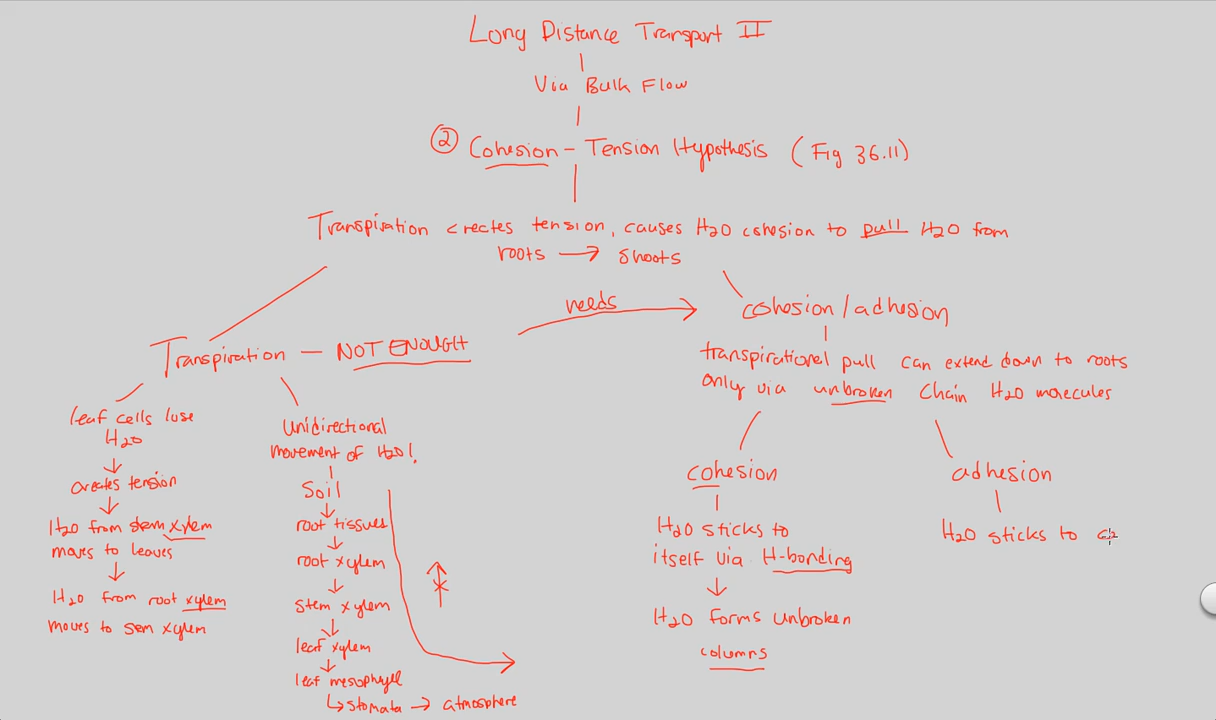 Long Distance Transport II
Via Bulk Flow
② Cohesion - Tension Hypothesis (Fig 36.11)
Transpiration creates tension, causes H2O cohesion to pull H2O from
roots → shoots
needs
cohesion/adhesion
Transpiration — NOT ENOUGH
transpirational pull can extend down to roots
only via unbroken chain H2O molecules
leaf cells lose
H2O
↓
creates tension
↓
H2O from stem xylem
moves to leaves
↓
H2O from root xylem
moves to stem xylem
Unidirectional
movement of H2O!
Soil
↓
root tissues
↓
root xylem
↓
stem xylem
↓
leaf xylem
↓
leaf mesophyll
↳ stomata → atmosphere
cohesion
H2O sticks to
itself via H-bonding
↓
H2O forms unbroken
columns
adhesion
H2O sticks to